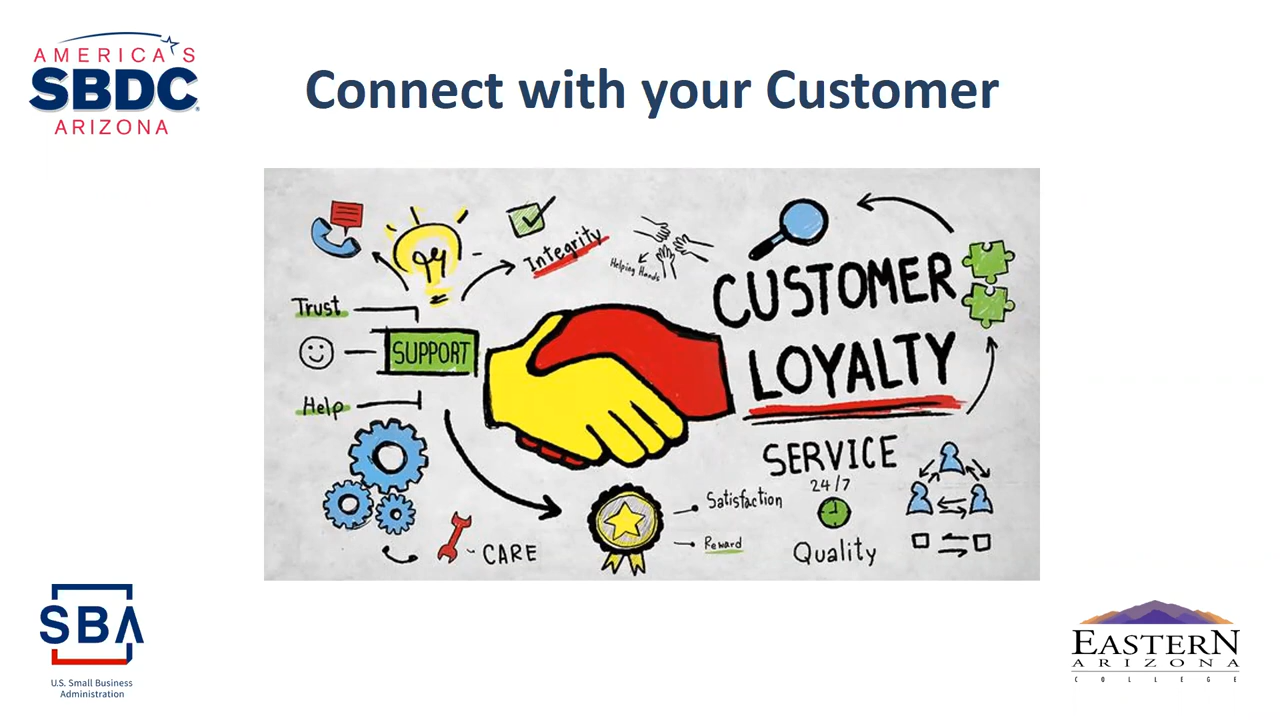 AMERICA'S
SBDC
ARIZONA
Connect with your Customer
Integrity
Helping Hands
Trust
SUPPORT
Help
CUSTOMER
LOYALTY
SERVICE
24/7
Quality
Satisfaction
Reward
CARE
SBA
U.S. Small Business
Administration
EASTERN
ARIZONA
COLLEGE